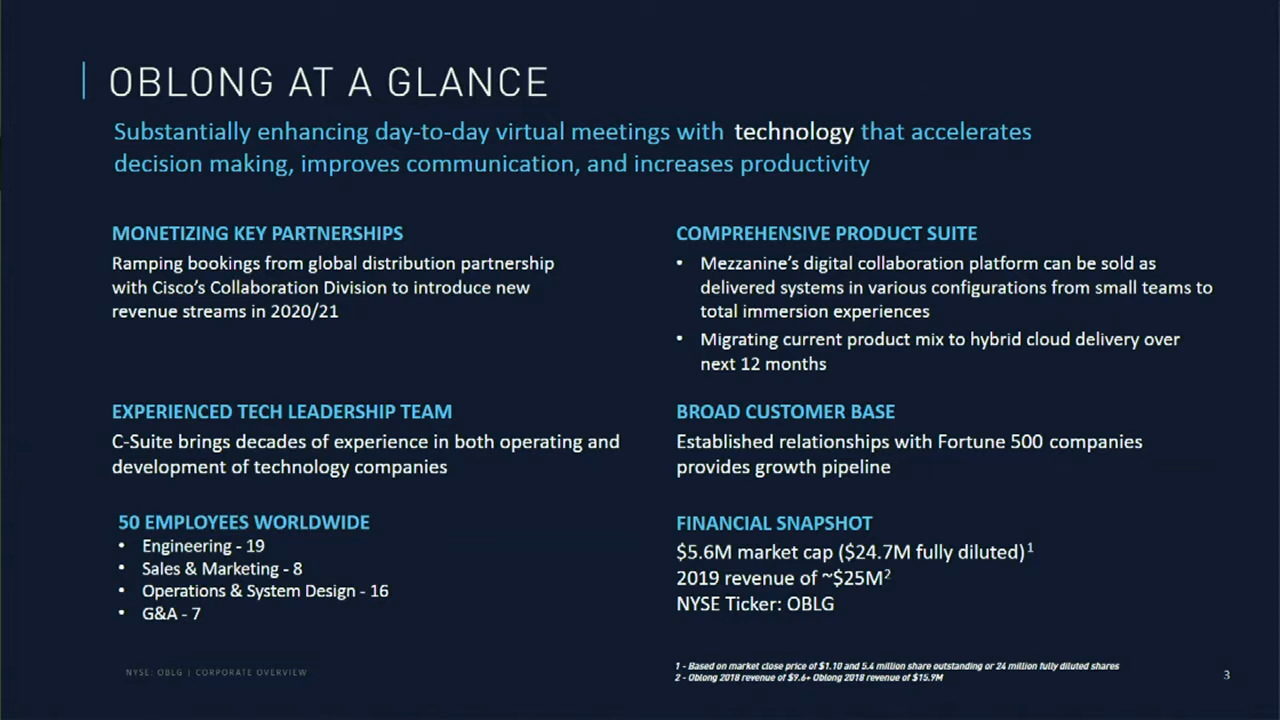 OBLONG AT A GLANCE
Substantially enhancing day-to-day virtual meetings with technology that accelerates
decision making, improves communication, and increases productivity
MONETIZING KEY PARTNERSHIPS
Ramping bookings from global distribution partnership
with Cisco's Collaboration Division to introduce new
revenue streams in 2020/21
COMPREHENSIVE PRODUCT SUITE
• Mezzanine's digital collaboration platform can be sold as
delivered systems in various configurations from small teams to
total immersion experiences
• Migrating current product mix to hybrid cloud delivery over
next 12 months
EXPERIENCED TECH LEADERSHIP TEAM
C-Suite brings decades of experience in both operating and
development of technology companies
BROAD CUSTOMER BASE
Established relationships with Fortune 500 companies
provides growth pipeline
50 EMPLOYEES WORLDWIDE
• Engineering - 19
• Sales & Marketing - 8
• Operations & System Design - 16
• G&A - 7
FINANCIAL SNAPSHOT
$5.6M market cap ($24.7M fully diluted)¹
2019 revenue of ~$25M²
NYSE Ticker: OBLG
NYSE: OBLG | CORPORATE OVERVIEW
1 - Based on market close price of $1.10 and 5.4 million share outstanding or 24 million fully diluted shares
2 - Oblong 2018 revenue of $9.6+ Oblong 2018 revenue of $15.9M
3